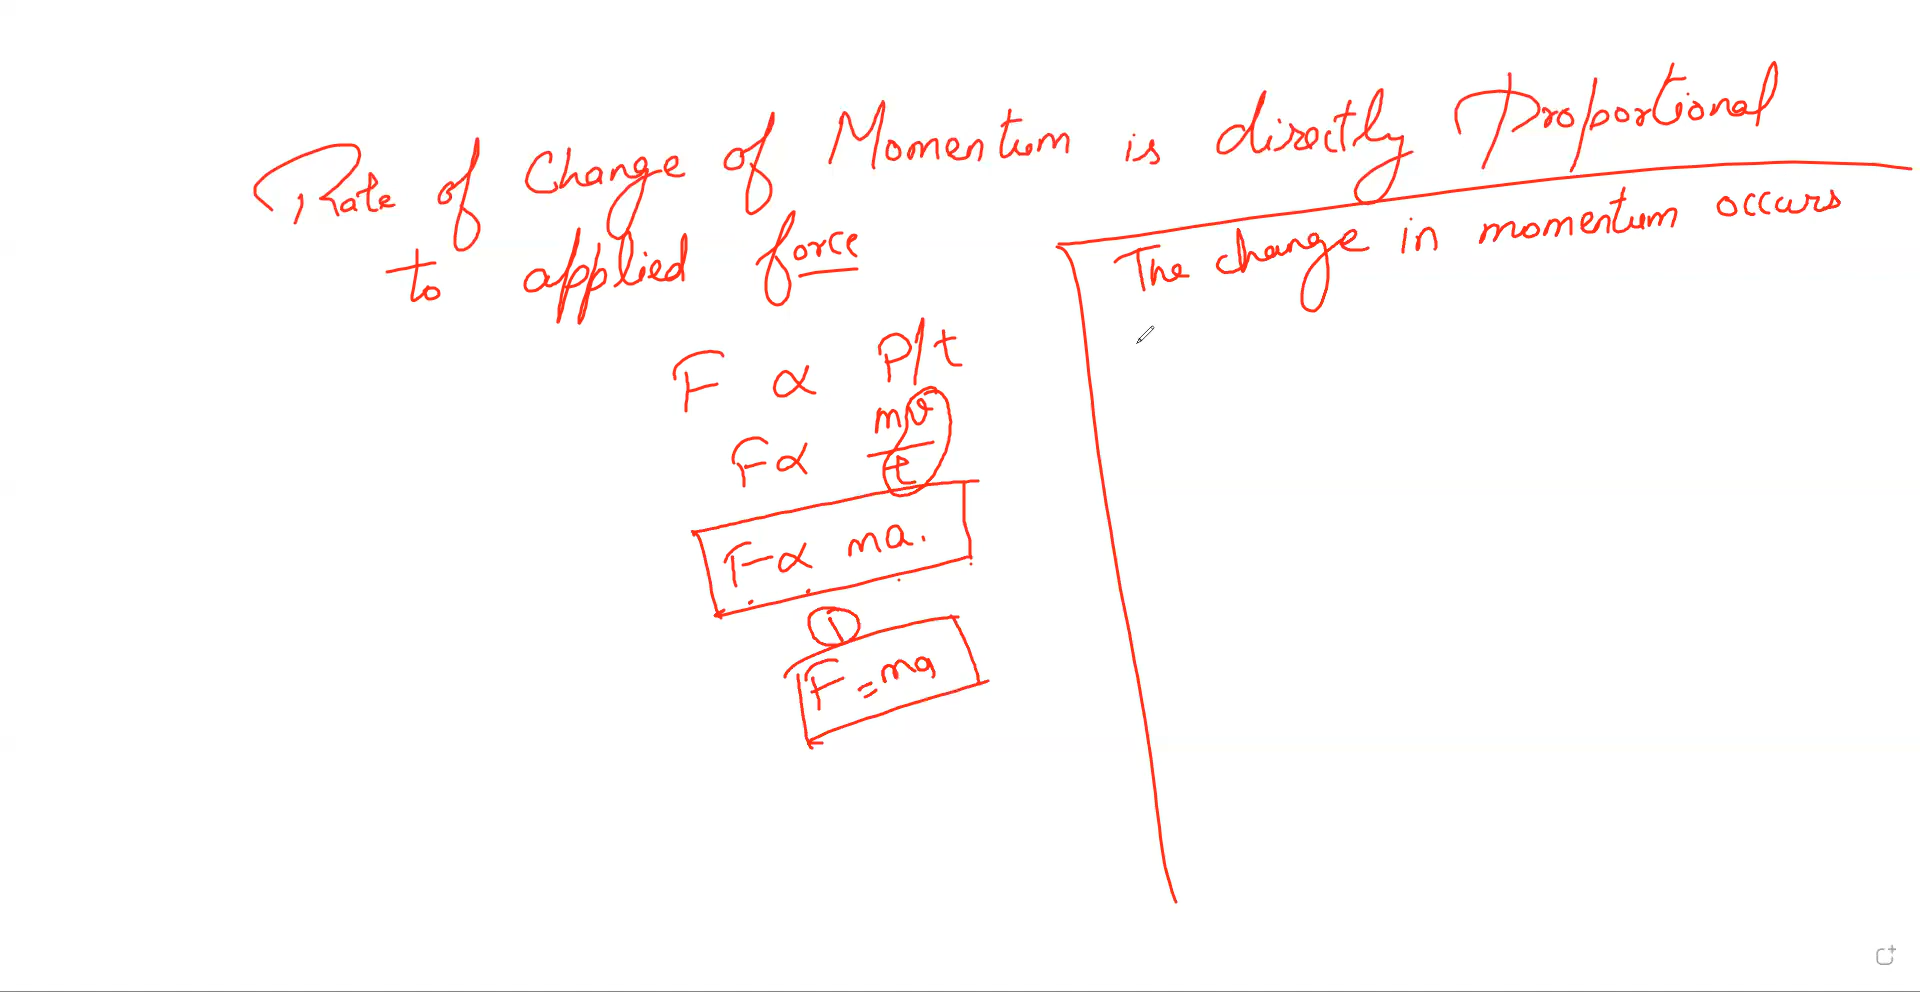 Rate of Change of Momentum is directly Proportional
to applied force
The change in momentum occurs
F α P/t
F α mv/t
F α ma.
1
F = ma